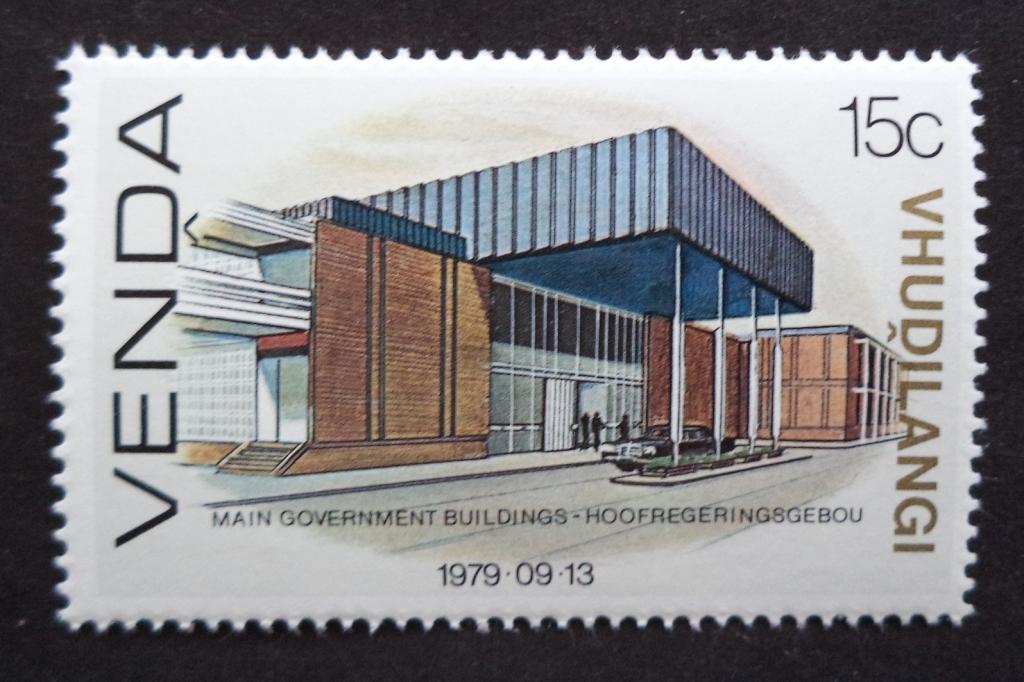 VENDA
15c
VHUḒILANGI
MAIN GOVERNMENT BUILDINGS - HOOFREGERINGSGEBOU
1979·09·13